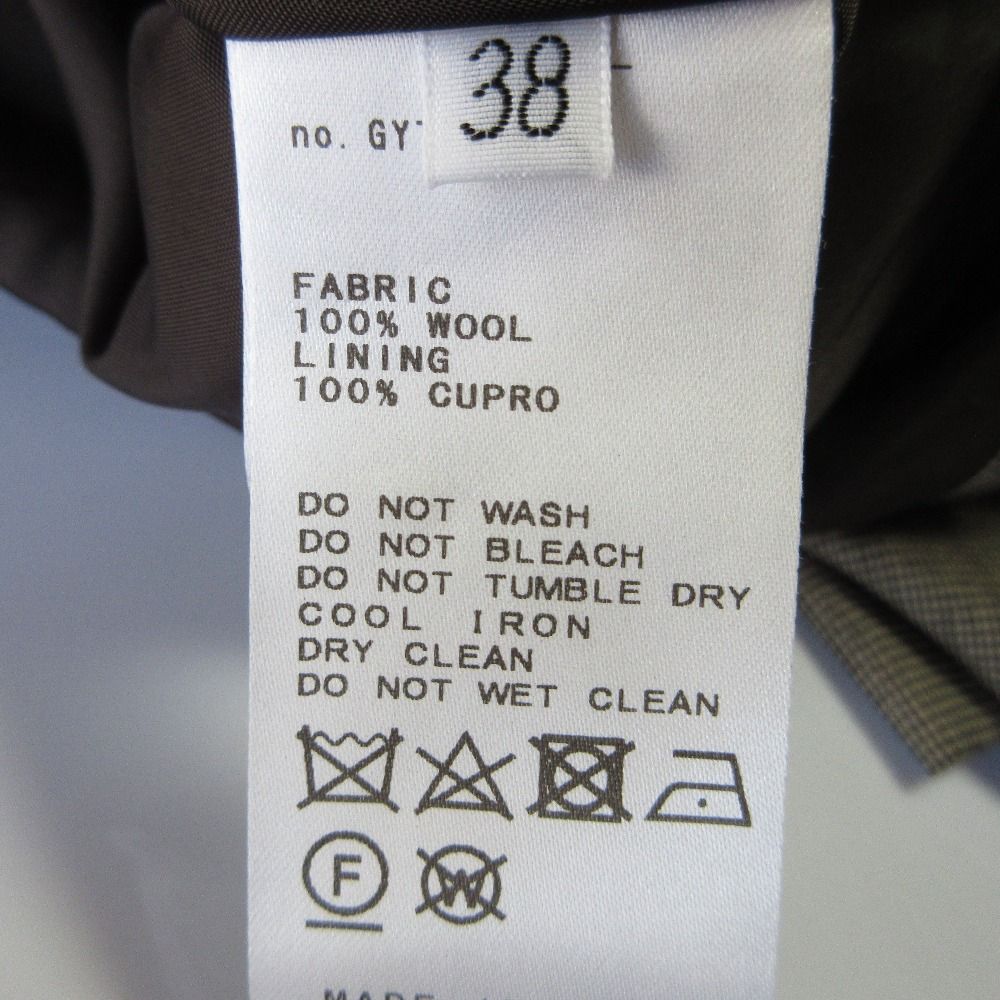 38
no. GY
FABRIC
100% WOOL
LINING
100% CUPRO
DO NOT WASH
DO NOT BLEACH
DO NOT TUMBLE DRY
COOL IRON
DRY CLEAN
DO NOT WET CLEAN
F
W
MADE